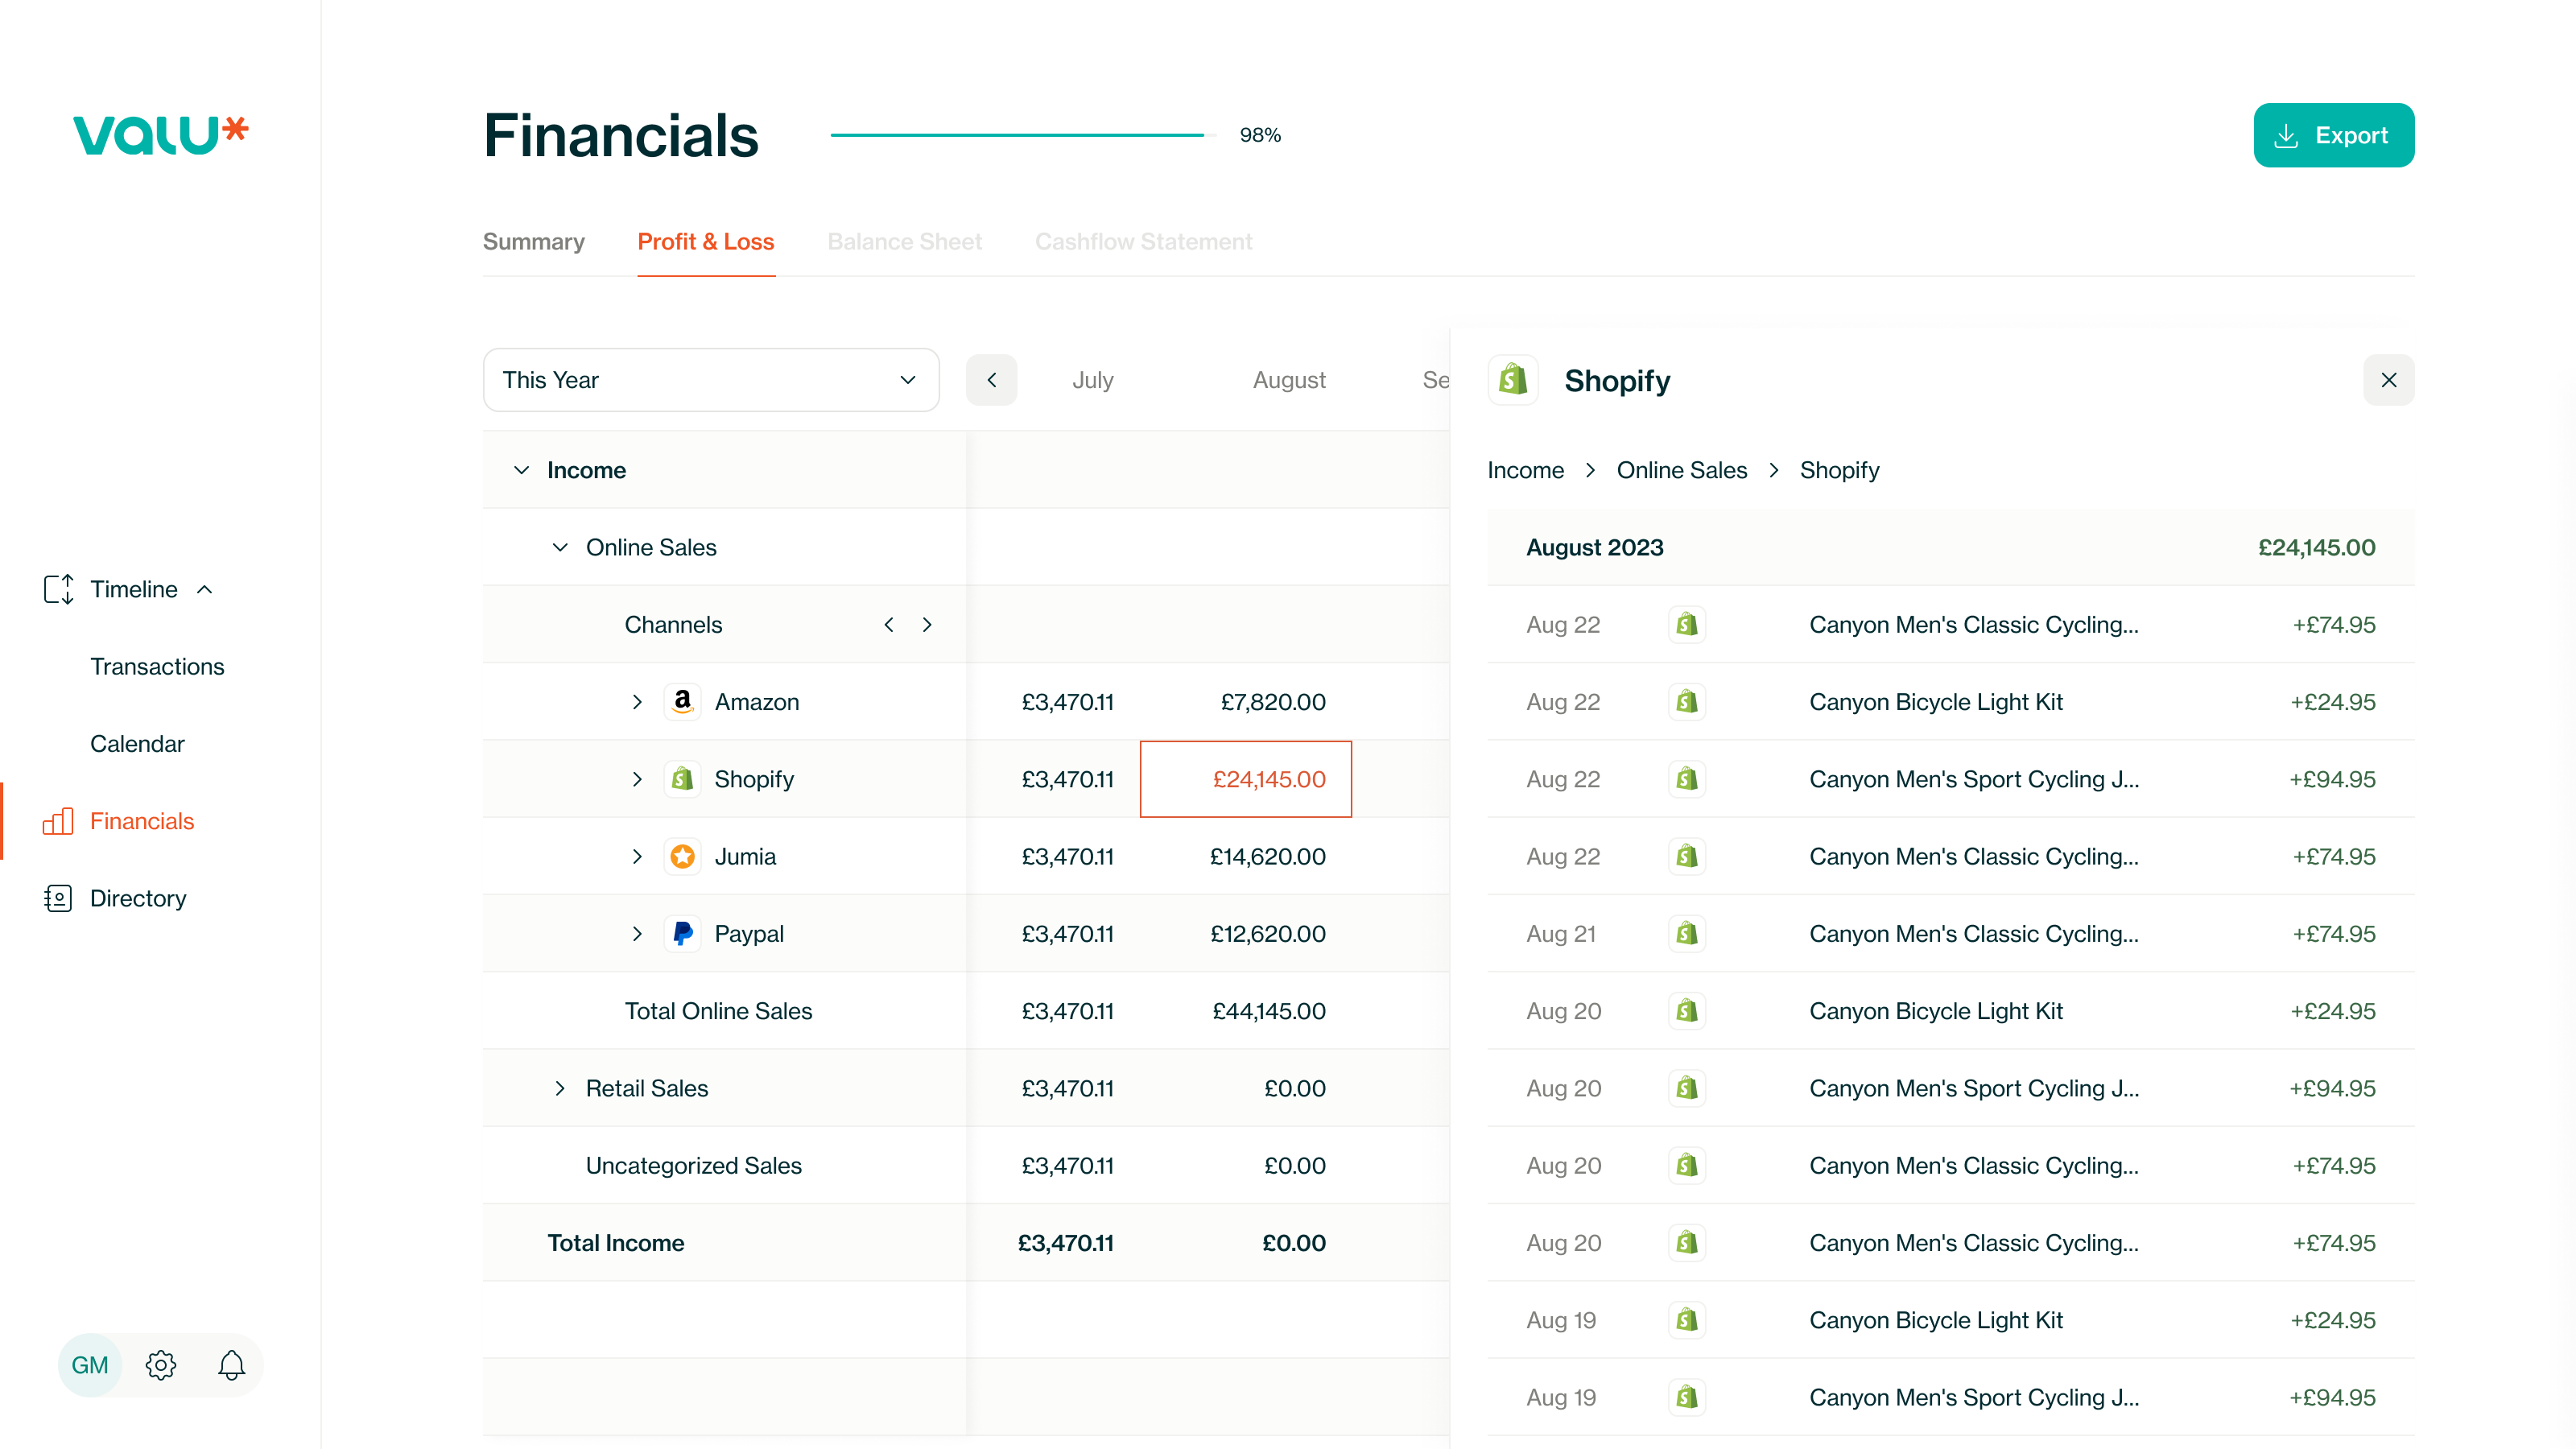 valu*
Financials
98%
Export
Summary
Profit & Loss
Balance Sheet
Cashflow Statement
Timeline
Transactions
Calendar
Financials
Directory
GM
This Year
July
August
Se
Income
Online Sales
Channels
Amazon £3,470.11 £7,820.00
Shopify £3,470.11 £24,145.00
Jumia £3,470.11 £14,620.00
Paypal £3,470.11 £12,620.00
Total Online Sales £3,470.11 £44,145.00
Retail Sales £3,470.11 £0.00
Uncategorized Sales £3,470.11 £0.00
Total Income £3,470.11 £0.00
Shopify
Income > Online Sales > Shopify
August 2023 £24,145.00
Aug 22 Canyon Men's Classic Cycling... +£74.95
Aug 22 Canyon Bicycle Light Kit +£24.95
Aug 22 Canyon Men's Sport Cycling J... +£94.95
Aug 22 Canyon Men's Classic Cycling... +£74.95
Aug 21 Canyon Men's Classic Cycling... +£74.95
Aug 20 Canyon Bicycle Light Kit +£24.95
Aug 20 Canyon Men's Sport Cycling J... +£94.95
Aug 20 Canyon Men's Classic Cycling... +£74.95
Aug 20 Canyon Men's Classic Cycling... +£74.95
Aug 19 Canyon Bicycle Light Kit +£24.95
Aug 19 Canyon Men's Sport Cycling J... +£94.95